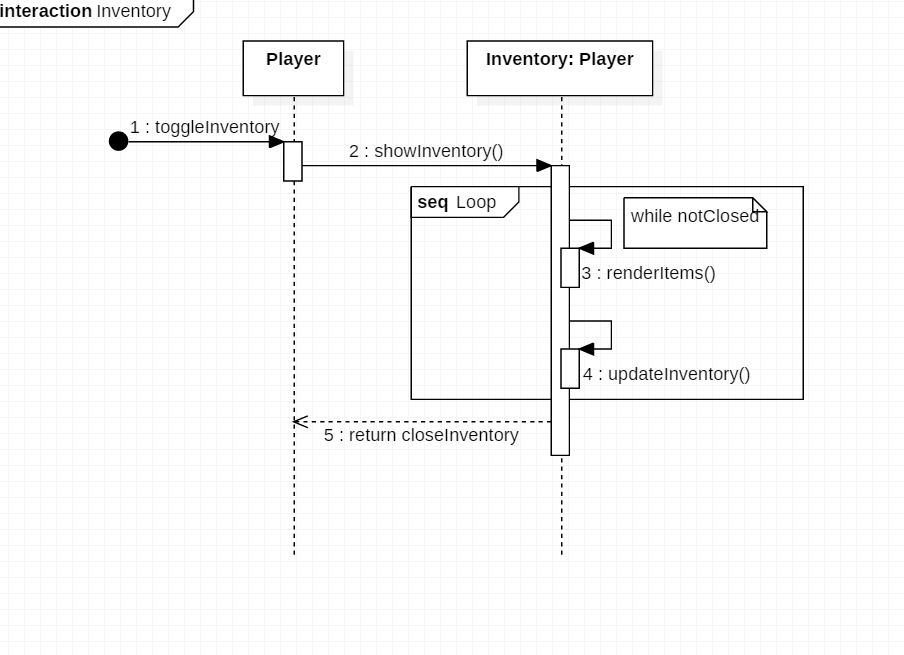 interaction Inventory
Player
Inventory: Player
1 : toggleInventory
2 : showInventory()
seq Loop
while notClosed
3 : renderItems()
4 : updateInventory()
5 : return closeInventory